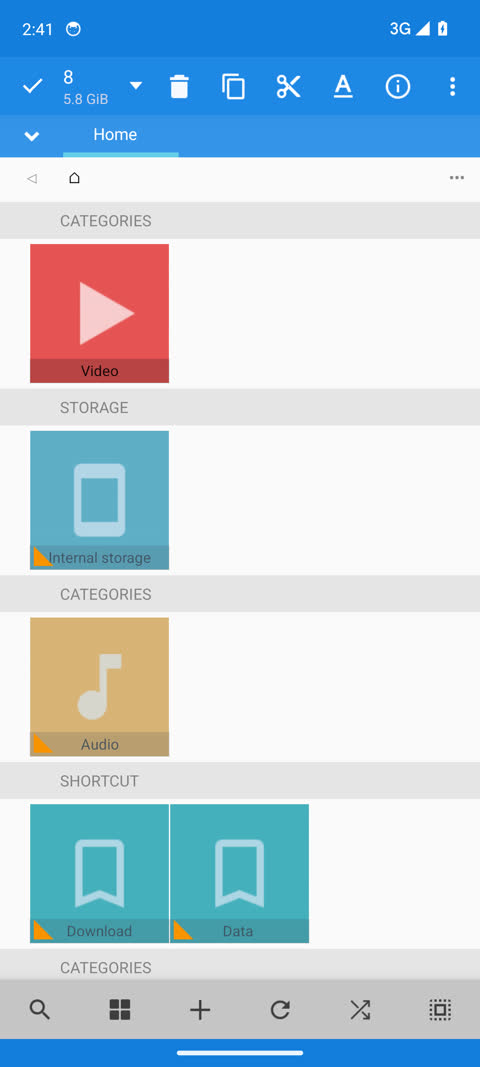 2:41
3G
8
5.8 GiB
A
Home
CATEGORIES
Video
STORAGE
Internal storage
CATEGORIES
Audio
SHORTCUT
Download
Data
CATEGORIES